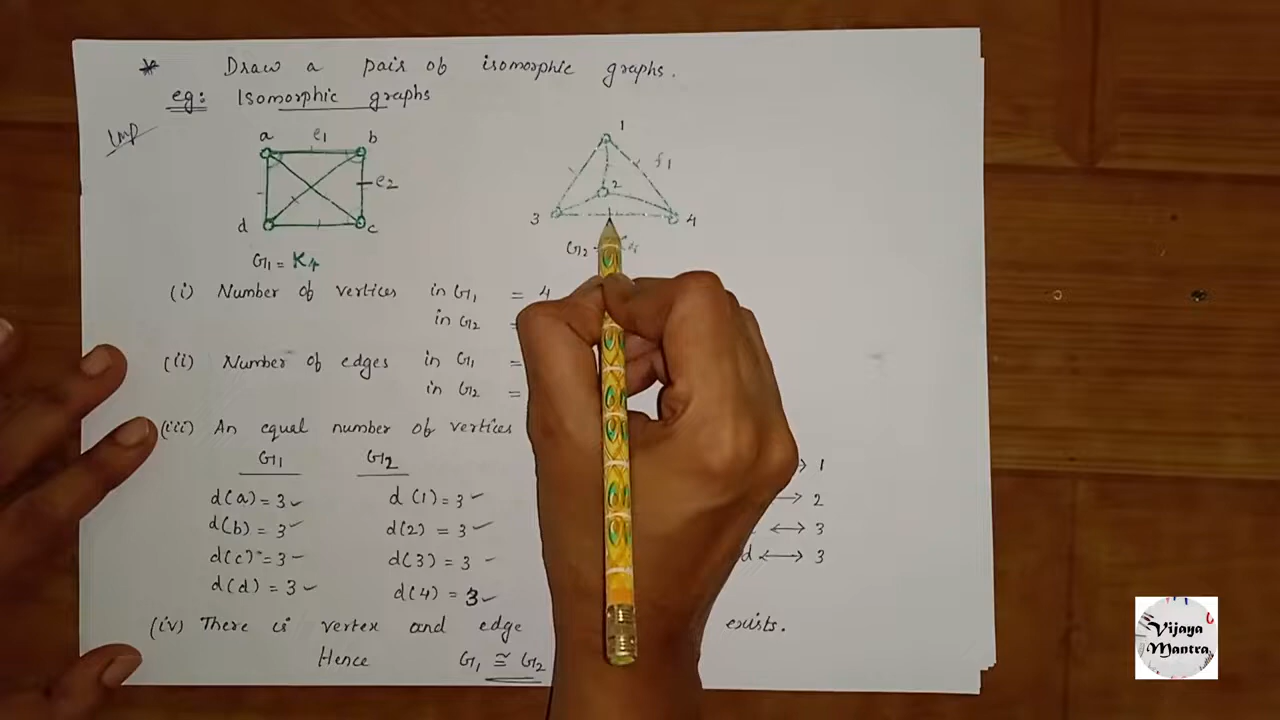 * Draw a pair of isomorphic graphs.
eg: Isomorphic graphs
Imp
a e1 b
e2
d c
G1 = K4
1
f1
2
3 4
G2
(i) Number of vertices in G1 = 4
in G2 =
(ii) Number of edges in G1 =
in G2 =
(iii) An equal number of vertices
G1 G2
d(a) = 3 d(1) = 3
d(b) = 3 d(2) = 3
d(c) = 3 d(3) = 3
d(d) = 3 d(4) = 3
↔ 1
↔ 2
↔ 3
d ↔ 3
(iv) There is vertex and edge exists.
Hence G1 ≅ G2
Vijaya
Mantra